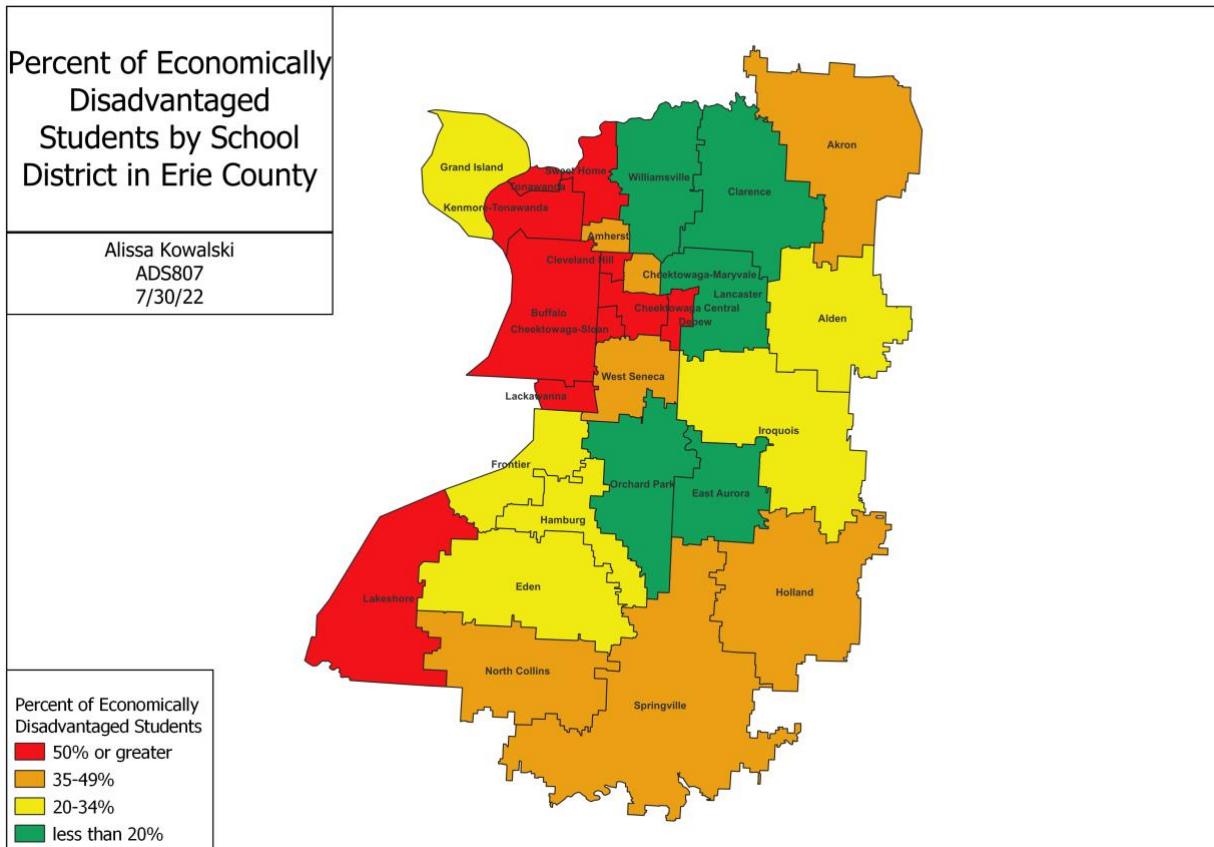 Percent of Economically
Disadvantaged
Students by School
District in Erie County
Alissa Kowalski
ADS807
7/30/22
Akron
Grand Island
Sweet Home
Williamsville
Tonawanda
Clarence
Kenmore-Tonawanda
Amherst
Cleveland Hill
Cheektowaga-Maryvale
Lancaster
Buffalo
Cheektowaga Central
Alden
Depew
Cheektowaga-Sloan
West Seneca
Lackawanna
Iroquois
Frontier
Orchard Park
East Aurora
Hamburg
Eden
Holland
Lakeshore
North Collins
Springville
Percent of Economically
Disadvantaged Students
50% or greater
35-49%
20-34%
less than 20%